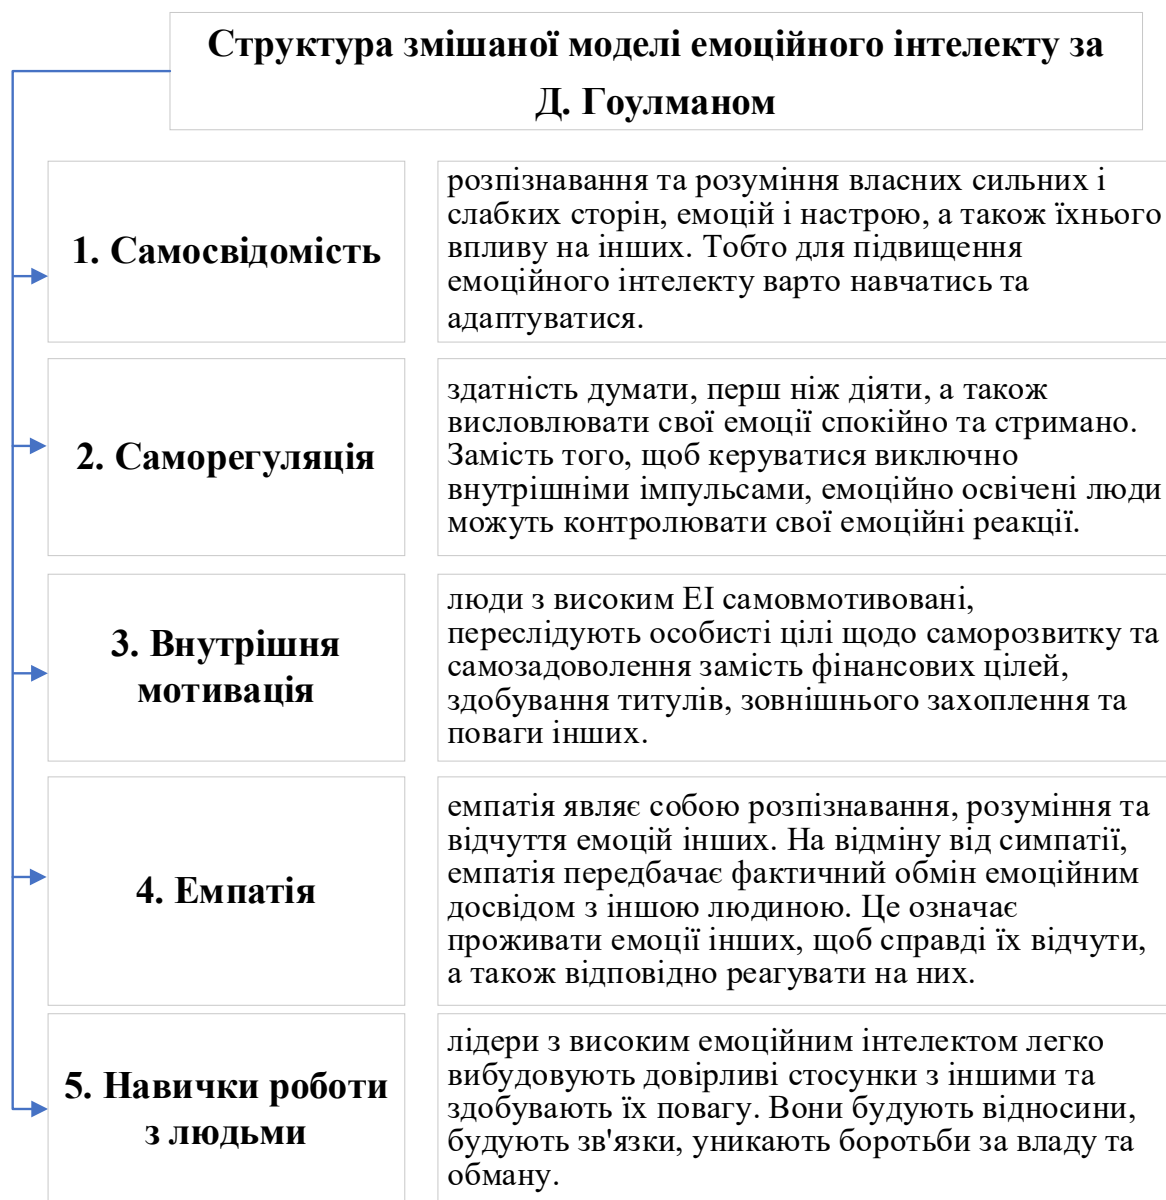 Структура змішаної моделі емоційного інтелекту за
Д. Гоулманом
1. Самосвідомість
розпізнавання та розуміння власних сильних і
слабких сторін, емоцій і настрою, а також їхнього
впливу на інших. Тобто для підвищення
емоційного інтелекту варто навчатись та
адаптуватися.
2. Саморегуляція
здатність думати, перш ніж діяти, а також
висловлювати свої емоції спокійно та стримано.
Замість того, щоб керуватися виключно
внутрішніми імпульсами, емоційно освічені люди
можуть контролювати свої емоційні реакції.
3. Внутрішня
мотивація
люди з високим ЕІ самовмотивовані,
переслідують особисті цілі щодо саморозвитку та
самозадоволення замість фінансових цілей,
здобування титулів, зовнішнього захоплення та
поваги інших.
4. Емпатія
емпатія являє собою розпізнавання, розуміння та
відчуття емоцій інших. На відміну від симпатії,
емпатія передбачає фактичний обмін емоційним
досвідом з іншою людиною. Це означає
проживати емоції інших, щоб справді їх відчути,
а також відповідно реагувати на них.
5. Навички роботи
з людьми
лідери з високим емоційним інтелектом легко
вибудовують довірливі стосунки з іншими та
здобувають їх повагу. Вони будують відносини,
будують зв'язки, уникають боротьби за владу та
обману.